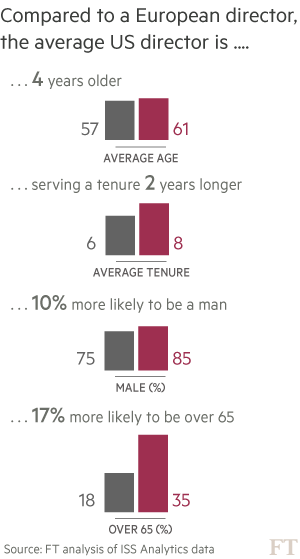 Compared to a European director,
the average US director is ....
... 4 years older
57 61
AVERAGE AGE
... serving a tenure 2 years longer
6 8
AVERAGE TENURE
... 10% more likely to be a man
75 85
MALE (%)
... 17% more likely to be over 65
18 35
OVER 65 (%)
Source: FT analysis of ISS Analytics data
FT